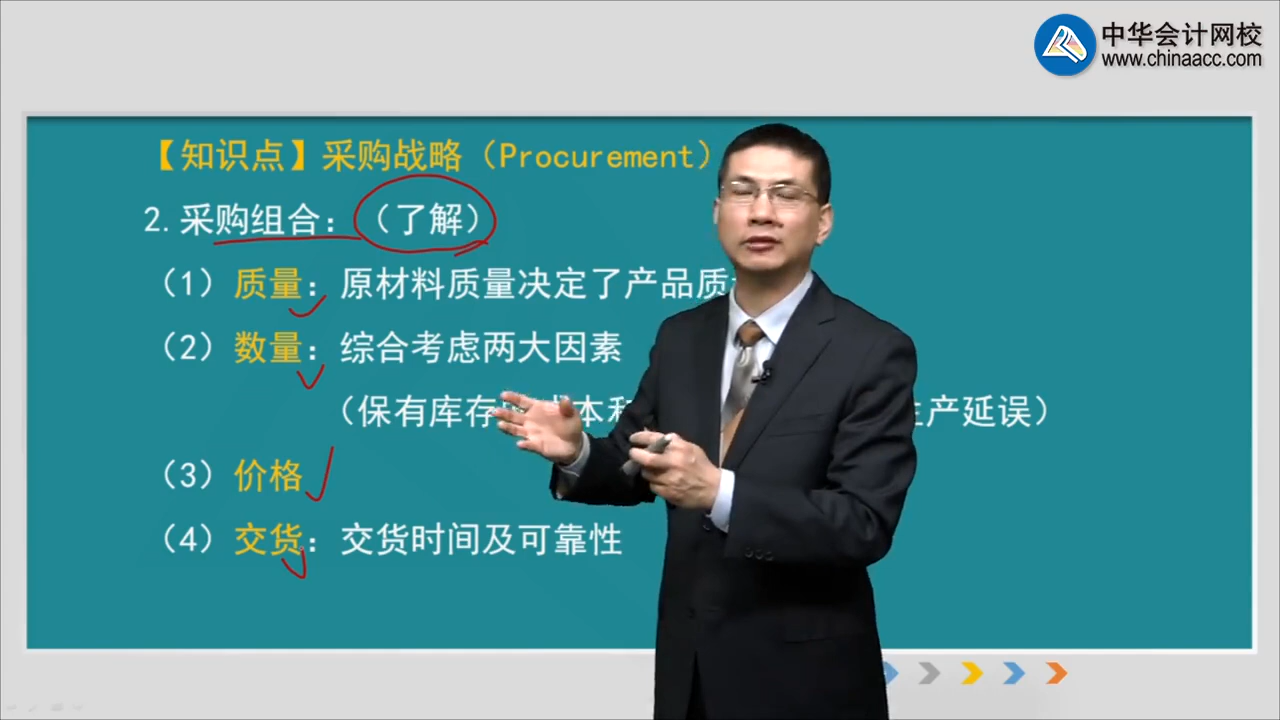 中华会计网校
www.chinaacc.com
【知识点】采购战略（Procurement）
2.采购组合：（了解）
（1）质量：原材料质量决定了产品质
（2）数量：综合考虑两大因素
（保有库存 本 生产延误）
（3）价格
（4）交货：交货时间及可靠性